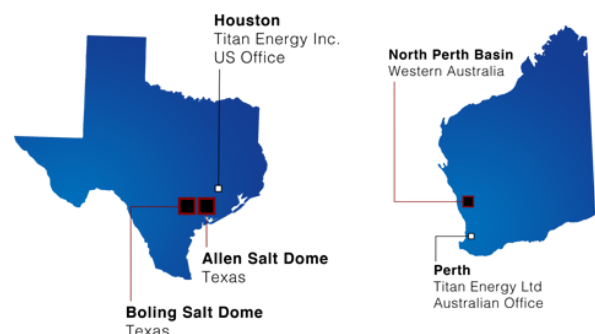 Houston
Titan Energy Inc.
US Office
North Perth Basin
Western Australia
Allen Salt Dome
Texas
Boling Salt Dome
Texas
Perth
Titan Energy Ltd
Australian Office